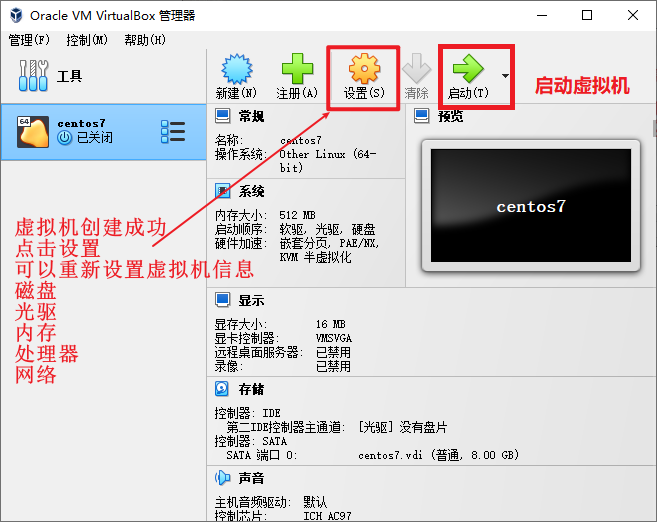 Oracle VM VirtualBox 管理器
管理(F) 控制(M) 帮助(H)
工具
新建(N) 注册(A) 设置(S) 清除 启动(T)
启动虚拟机
64
centos7
已关闭
常规
名称: centos7
操作系统: Other Linux (64-
bit)
预览
centos7
系统
内存大小: 512 MB
启动顺序: 软驱, 光驱, 硬盘
硬件加速: 嵌套分页, PAE/NX,
KVM 半虚拟化
虚拟机创建成功
点击设置
可以重新设置虚拟机信息
磁盘
光驱
内存
处理器
网络
显示
显存大小: 16 MB
显卡控制器: VMSVGA
远程桌面服务器: 已禁用
录像: 已禁用
存储
控制器: IDE
第二IDE控制器主通道: [光驱] 没有盘片
控制器: SATA
SATA 端口 0: centos7.vdi (普通, 8.00 GB)
声音
主机音频驱动: 默认
控制芯片: ICH AC97